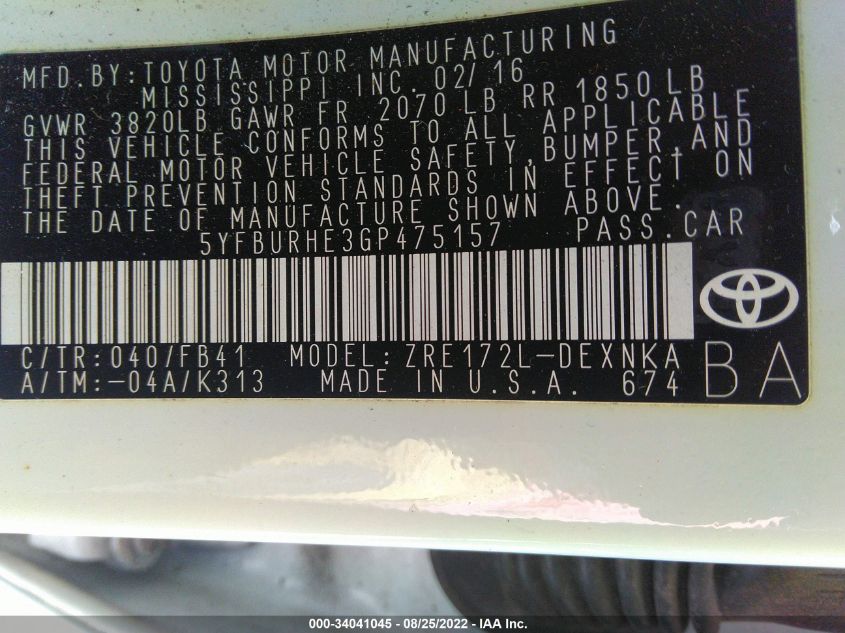 MFD. BY: TOYOTA MOTOR MANUFACTURING
MISSISSIPPI INC. 02/16
GVWR 3820LB GAWR FR 2070 LB RR 1850 LB
THIS VEHICLE CONFORMS TO ALL APPLICABLE
FEDERAL MOTOR VEHICLE SAFETY, BUMPER, AND
THEFT PREVENTION STANDARDS IN EFFECT ON
THE DATE OF MANUFACTURE SHOWN ABOVE.
5YFBURHE3GP475157 PASS. CAR
C/TR: 040/FB41 MODEL: ZRE172L-DEXNKA
A/TM: -04A/K313 MADE IN U.S.A. 674 BA
000-34041045 - 08/25/2022 - IAA Inc.